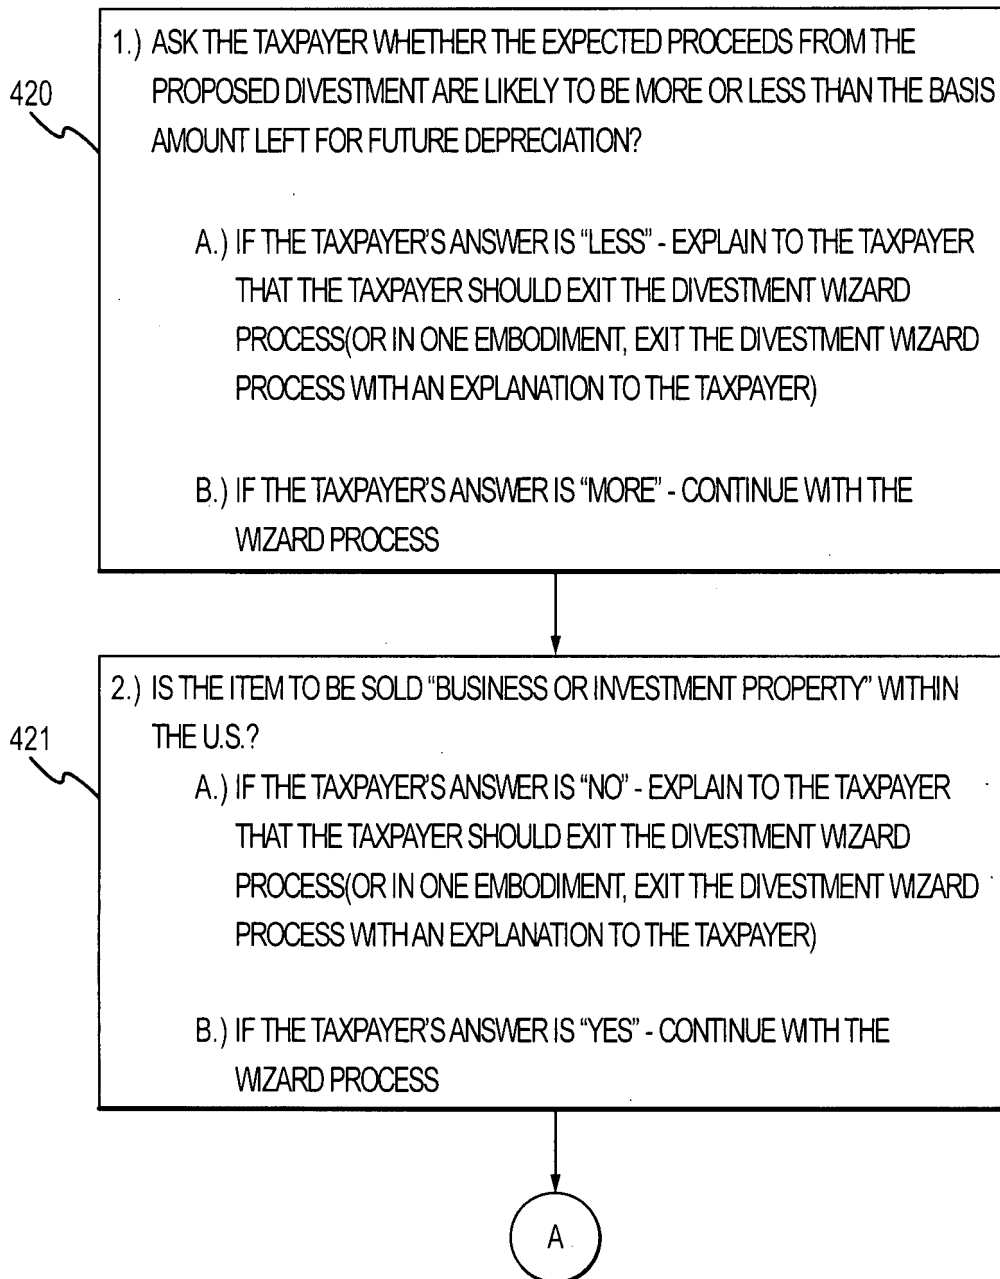 1.) ASK THE TAXPAYER WHETHER THE EXPECTED PROCEEDS FROM THE
PROPOSED DIVESTMENT ARE LIKELY TO BE MORE OR LESS THAN THE BASIS
AMOUNT LEFT FOR FUTURE DEPRECIATION?
420
A.) IF THE TAXPAYER'S ANSWER IS “LESS” - EXPLAIN TO THE TAXPAYER
THAT THE TAXPAYER SHOULD EXIT THE DIVESTMENT WIZARD
PROCESS(OR IN ONE EMBODIMENT, EXIT THE DIVESTMENT WIZARD
PROCESS WITH AN EXPLANATION TO THE TAXPAYER)
B.) IF THE TAXPAYER'S ANSWER IS “MORE” - CONTINUE WITH THE
WIZARD PROCESS
2.) IS THE ITEM TO BE SOLD “BUSINESS OR INVESTMENT PROPERTY” WITHIN
THE U.S.?
421
A.) IF THE TAXPAYER'S ANSWER IS “NO” - EXPLAIN TO THE TAXPAYER
THAT THE TAXPAYER SHOULD EXIT THE DIVESTMENT WIZARD
PROCESS(OR IN ONE EMBODIMENT, EXIT THE DIVESTMENT WIZARD
PROCESS WITH AN EXPLANATION TO THE TAXPAYER)
B.) IF THE TAXPAYER'S ANSWER IS “YES” - CONTINUE WITH THE
WIZARD PROCESS
A